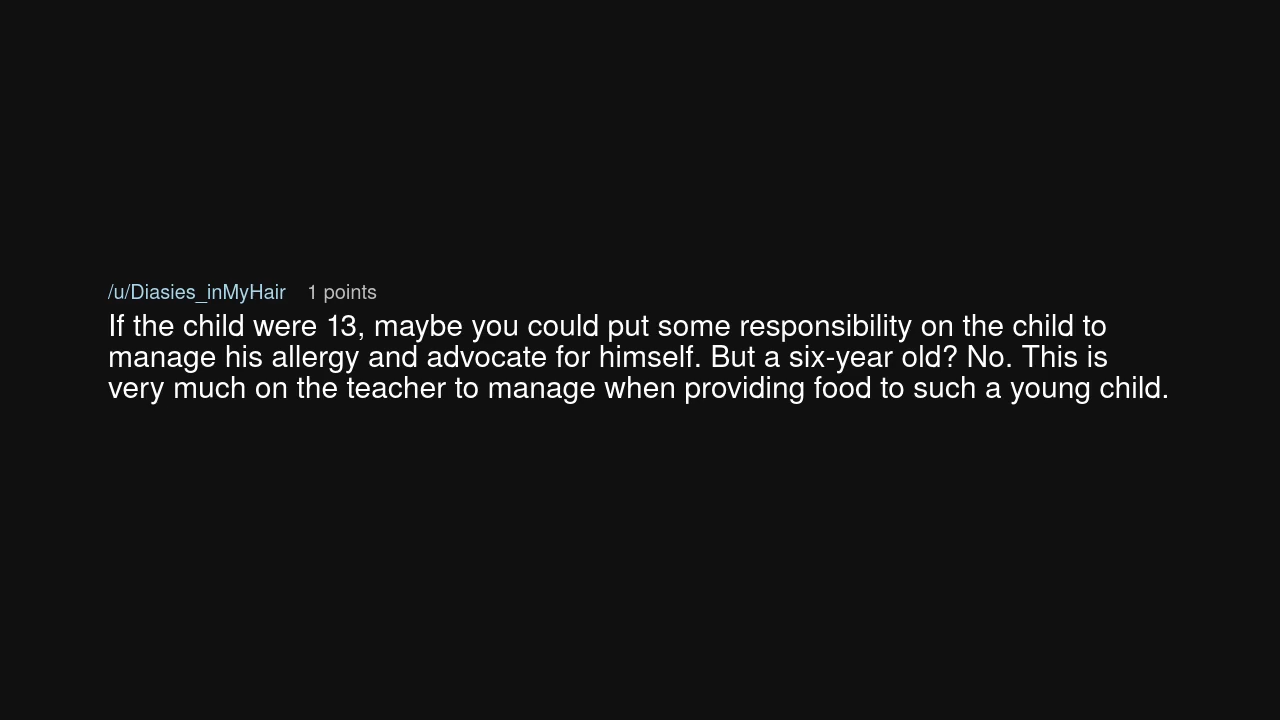 /u/Diasies_inMyHair 1 points
If the child were 13, maybe you could put some responsibility on the child to
manage his allergy and advocate for himself. But a six-year old? No. This is
very much on the teacher to manage when providing food to such a young child.